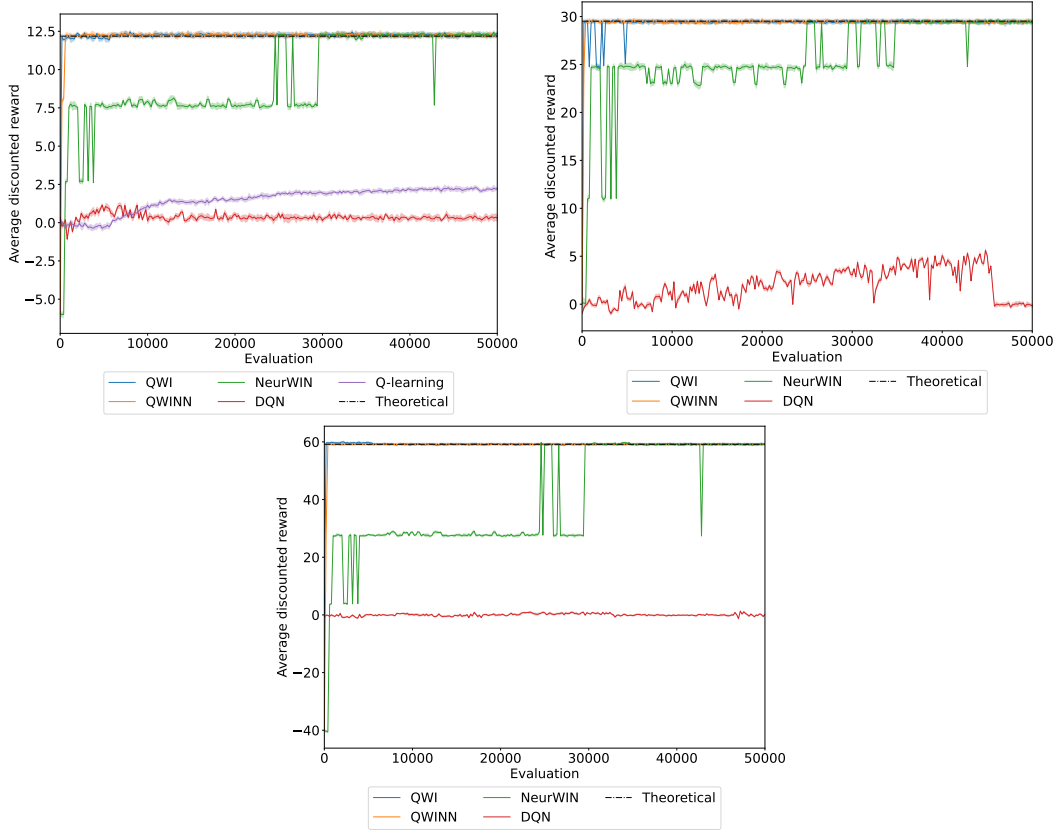 12.5
10.0
7.5
5.0
2.5
0.0
−2.5
−5.0
Average discounted reward
0 10000 20000 30000 40000 50000
Evaluation
QWI NeurWIN Q-learning
QWINN DQN Theoretical
30
25
20
15
10
5
0
Average discounted reward
0 10000 20000 30000 40000 50000
Evaluation
QWI NeurWIN Theoretical
QWINN DQN
60
40
20
0
−20
−40
Average discounted reward
0 10000 20000 30000 40000 50000
Evaluation
QWI NeurWIN Theoretical
QWINN DQN